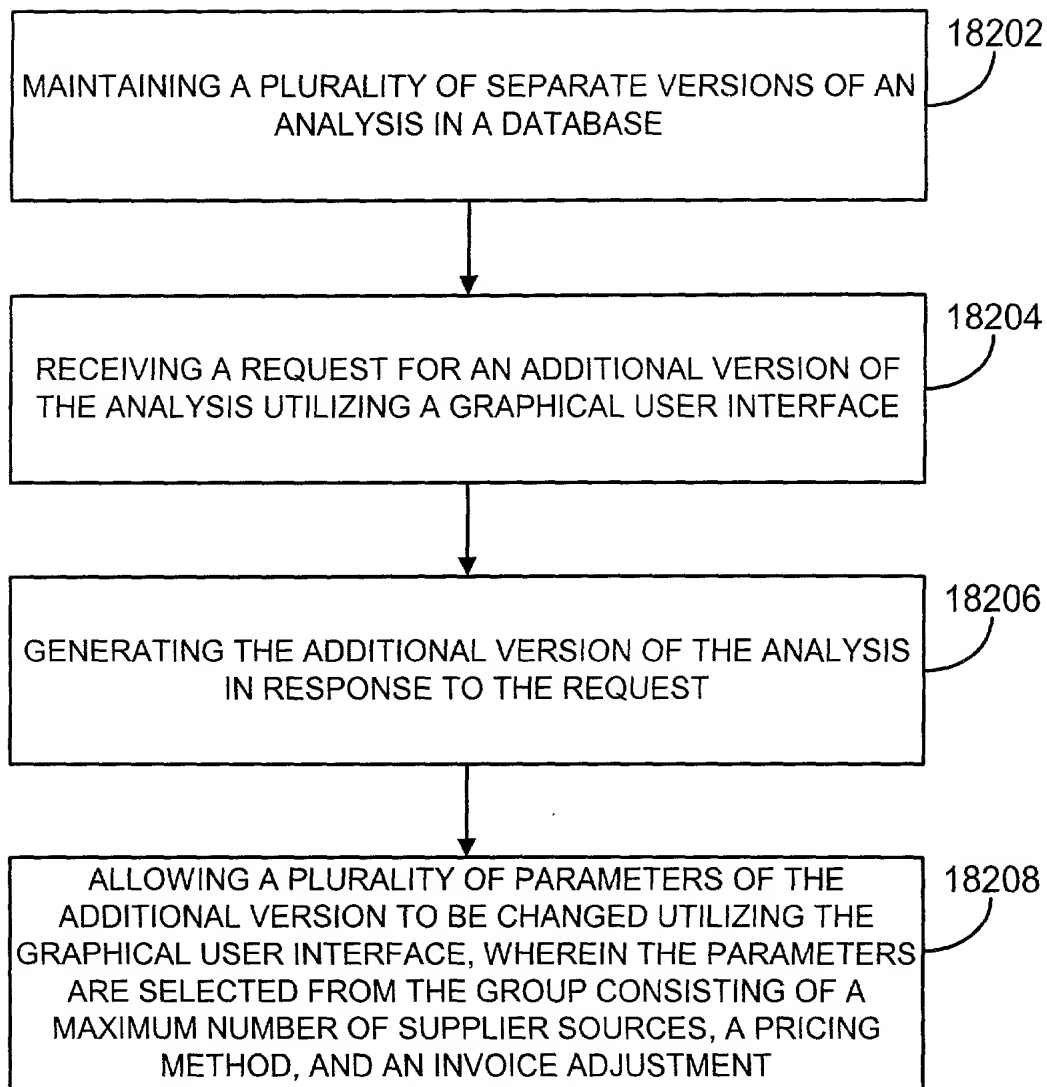 18202
MAINTAINING A PLURALITY OF SEPARATE VERSIONS OF AN
ANALYSIS IN A DATABASE
18204
RECEIVING A REQUEST FOR AN ADDITIONAL VERSION OF
THE ANALYSIS UTILIZING A GRAPHICAL USER INTERFACE
18206
GENERATING THE ADDITIONAL VERSION OF THE ANALYSIS
IN RESPONSE TO THE REQUEST
18208
ALLOWING A PLURALITY OF PARAMETERS OF THE
ADDITIONAL VERSION TO BE CHANGED UTILIZING THE
GRAPHICAL USER INTERFACE, WHEREIN THE PARAMETERS
ARE SELECTED FROM THE GROUP CONSISTING OF A
MAXIMUM NUMBER OF SUPPLIER SOURCES, A PRICING
METHOD, AND AN INVOICE ADJUSTMENT